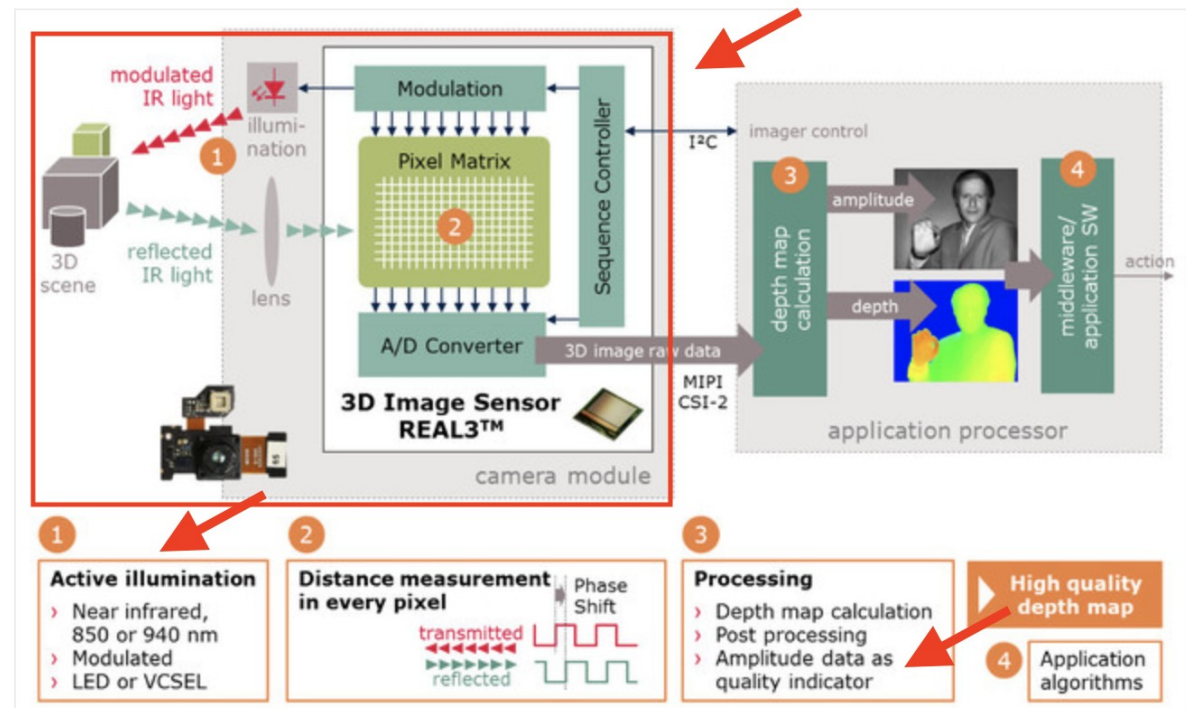 modulated
IR light
illumi-
nation
1
3D
scene
reflected
IR light
lens
Modulation
Pixel Matrix
2
Sequence Controller
A/D Converter
3D Image Sensor
REAL3™
camera module
I²C
3D image raw data
MIPI
CSI-2
imager control
3
depth map
calculation
amplitude
depth
4
middleware/
application SW
action
application processor
1
Active illumination
› Near infrared,
850 or 940 nm
› Modulated
› LED or VCSEL
2
Distance measurement
in every pixel
Phase
Shift
transmitted
reflected
3
Processing
› Depth map calculation
› Post processing
› Amplitude data as
quality indicator
High quality
depth map
4
Application
algorithms